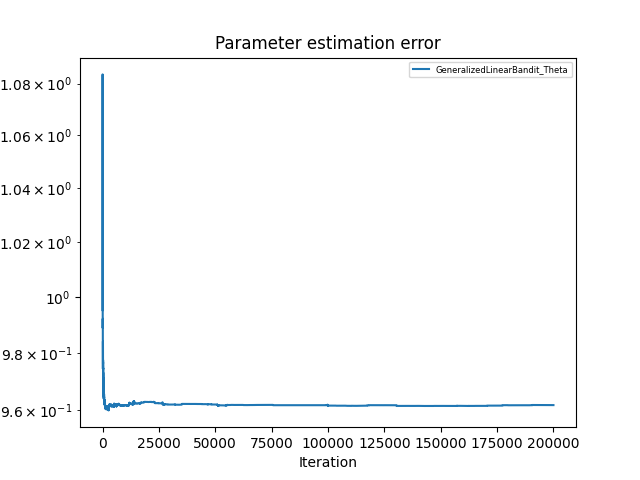 Parameter estimation error
GeneralizedLinearBandit_Theta
1.08 × 10⁰
1.06 × 10⁰
1.04 × 10⁰
1.02 × 10⁰
10⁰
9.8 × 10⁻¹
9.6 × 10⁻¹
0 25000 50000 75000 100000 125000 150000 175000 200000
Iteration